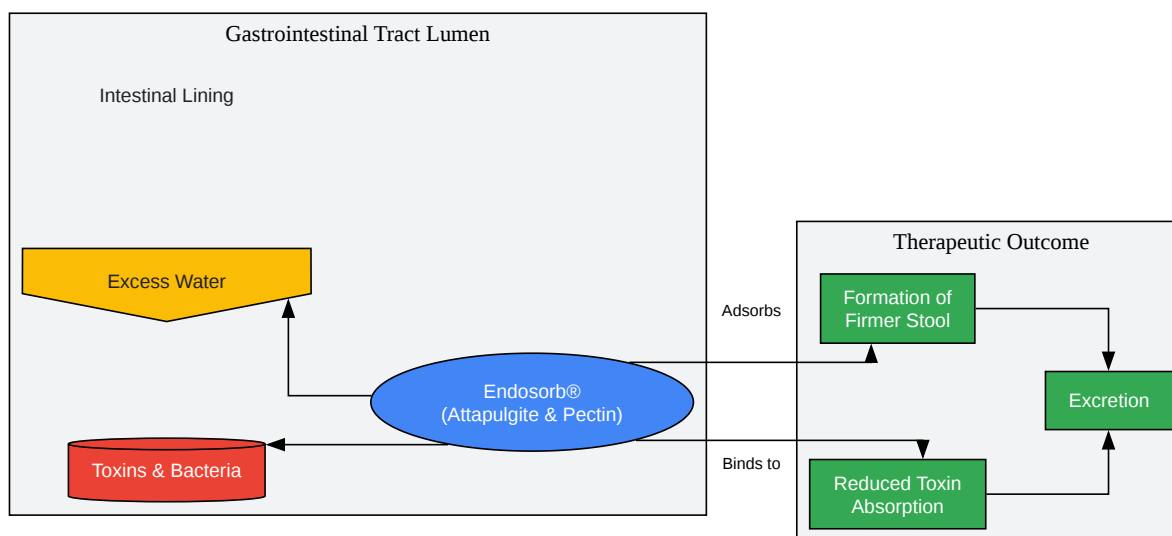 Gastrointestinal Tract Lumen
Intestinal Lining
Excess Water
Endosorb®
(Attapulgite & Pectin)
Toxins & Bacteria
Adsorbs
Binds to
Therapeutic Outcome
Formation of
Firmer Stool
Excretion
Reduced Toxin
Absorption